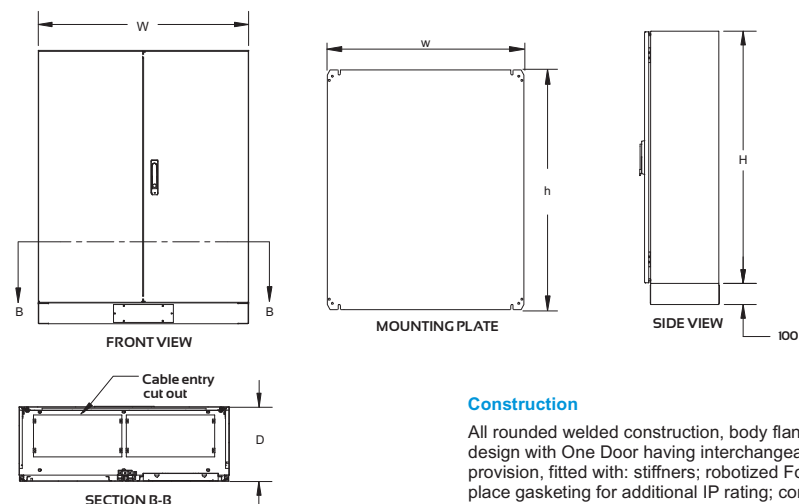 W
B
B
FRONT VIEW
w
h
MOUNTING PLATE
H
SIDE VIEW
100
Cable entry
cut out
D
SECTION B-B
Construction
All rounded welded construction, body flan
design with One Door having interchangea
provision, fitted with: stiffners; robotized Fo
place gasketing for additional IP rating; cor